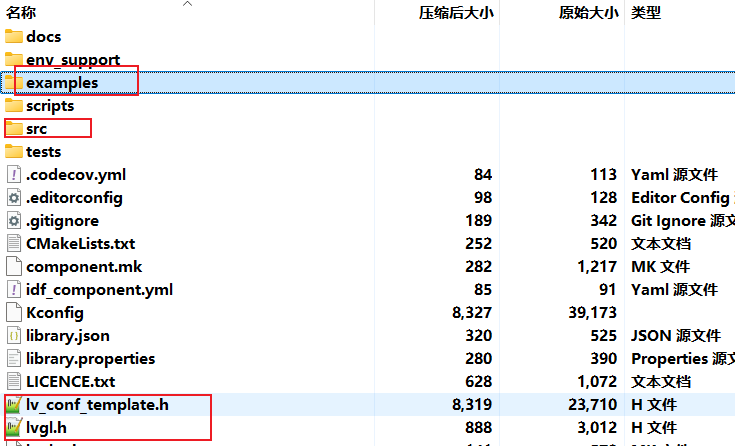 名称 压缩后大小 原始大小 类型
docs
env_support
examples
scripts
src
tests
.codecov.yml 84 113 Yaml 源文件
.editorconfig 98 128 Editor Config
.gitignore 189 342 Git Ignore 源文
CMakeLists.txt 252 520 文本文档
component.mk 282 1,217 MK 文件
idf_component.yml 85 91 Yaml 源文件
Kconfig 8,327 39,173
library.json 320 525 JSON 源文件
library.properties 280 390 Properties 源文
LICENCE.txt 628 1,072 文本文档
lv_conf_template.h 8,319 23,710 H 文件
lvgl.h 888 3,012 H 文件